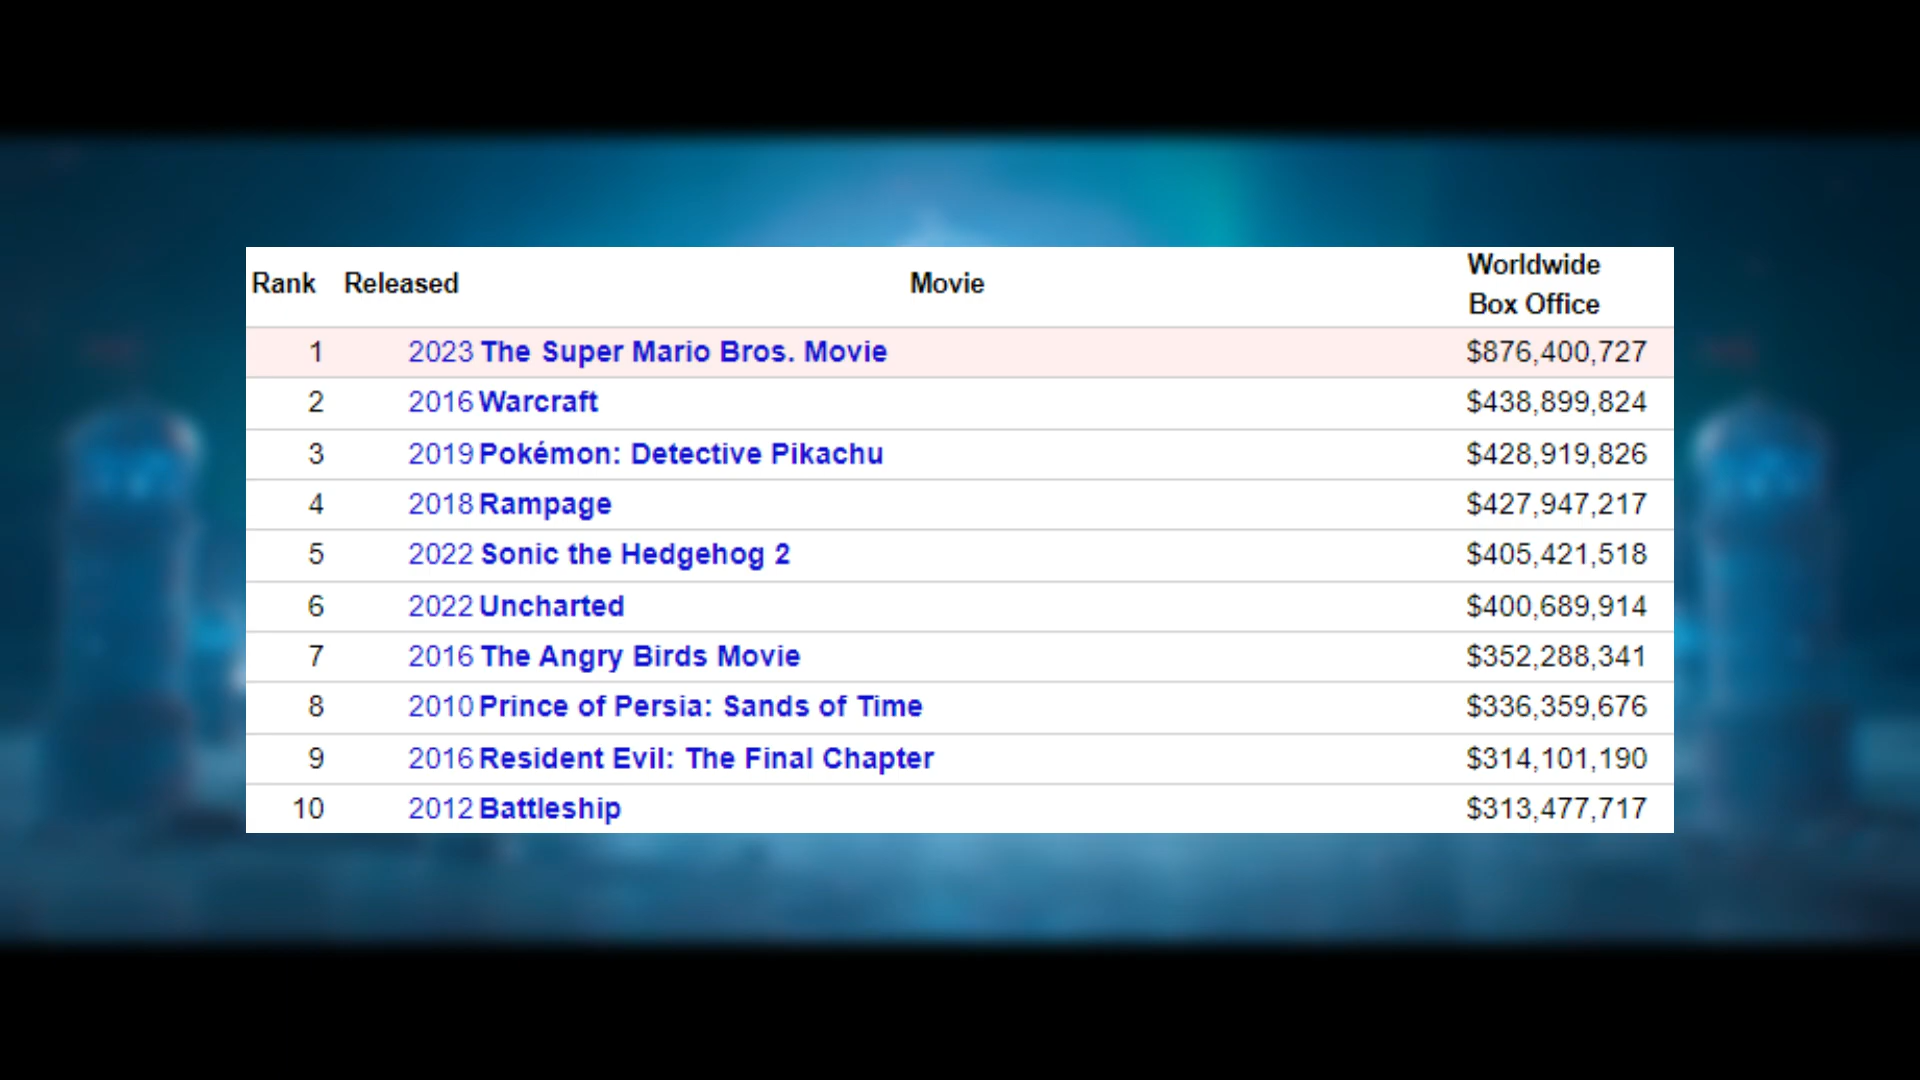 Rank Released Movie Worldwide
Box Office
1 2023 The Super Mario Bros. Movie $876,400,727
2 2016 Warcraft $438,899,824
3 2019 Pokémon: Detective Pikachu $428,919,826
4 2018 Rampage $427,947,217
5 2022 Sonic the Hedgehog 2 $405,421,518
6 2022 Uncharted $400,689,914
7 2016 The Angry Birds Movie $352,288,341
8 2010 Prince of Persia: Sands of Time $336,359,676
9 2016 Resident Evil: The Final Chapter $314,101,190
10 2012 Battleship $313,477,717